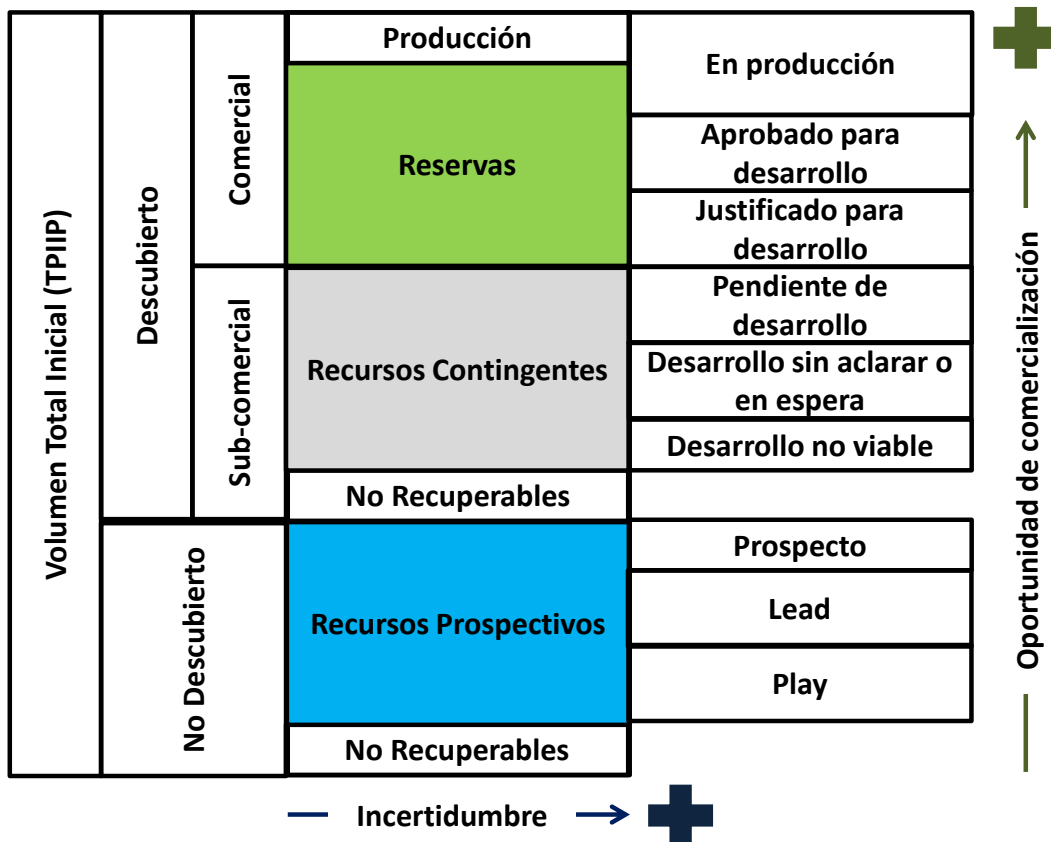 Volumen Total Inicial (TPIIP)
Descubierto
Comercial
Producción
Reservas
En producción
Aprobado para
desarrollo
Justificado para
desarrollo
Sub-comercial
Recursos Contingentes
Pendiente de
desarrollo
Desarrollo sin aclarar o
en espera
Desarrollo no viable
No Recuperables
No Descubierto
Recursos Prospectivos
Prospecto
Lead
Play
No Recuperables
Incertidumbre
Oportunidad de comercialización